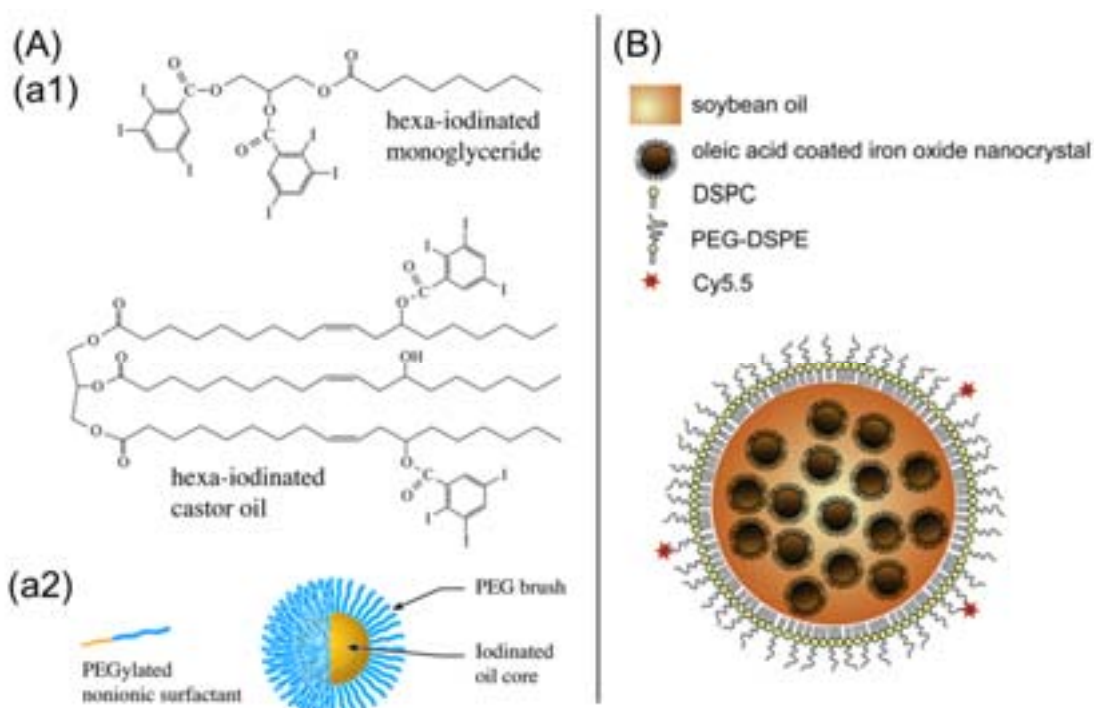 (A)
(a1)
hexa-iodinated
monoglyceride
hexa-iodinated
castor oil
(a2)
PEG brush
Iodinated
oil core
PEGylated
nonionic surfactant
(B)
soybean oil
oleic acid coated iron oxide nanocrystal
DSPC
PEG-DSPE
Cy5.5